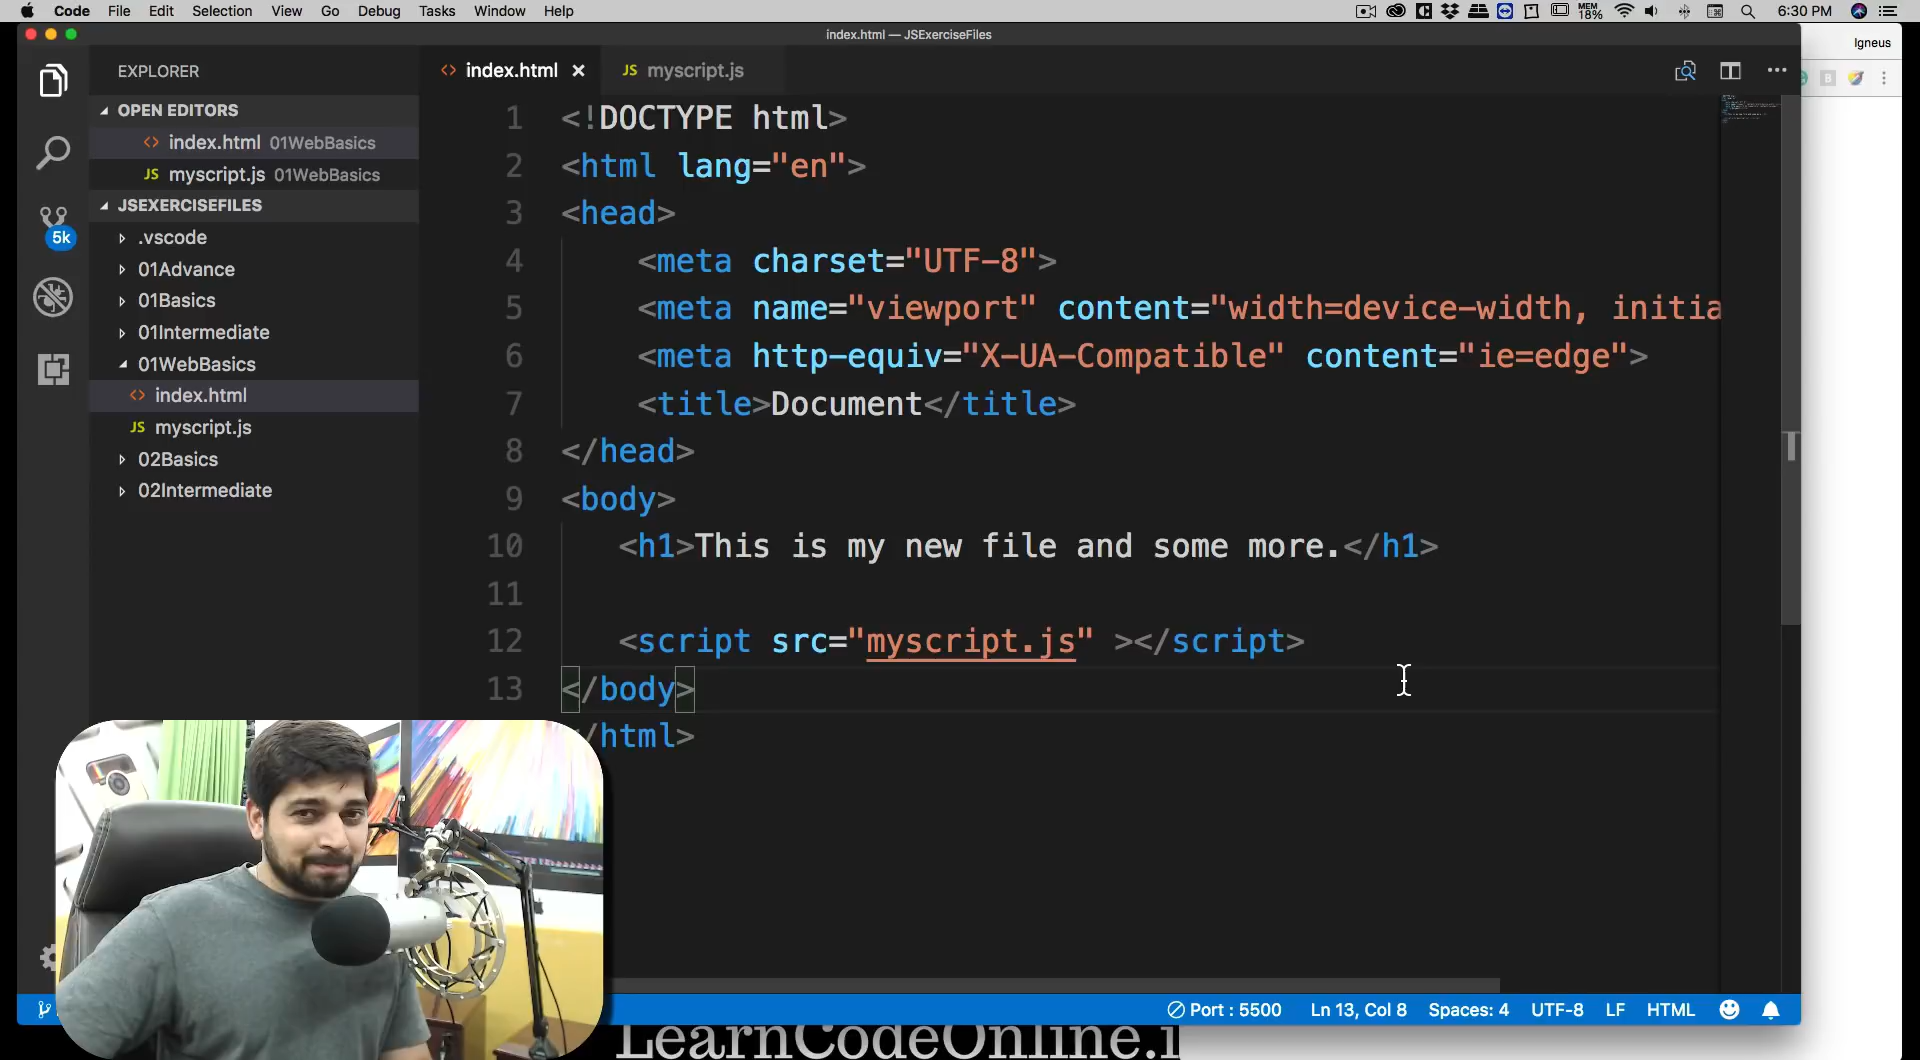 Code File Edit Selection View Go Debug Tasks Window Help
MEM 18% 6:30 PM
index.html — JSExerciseFiles
Igneus
EXPLORER
index.html
JS myscript.js
OPEN EDITORS
index.html 01WebBasics
JS myscript.js 01WebBasics
JSEXERCISEFILES
5k
.vscode
01Advance
01Basics
01Intermediate
01WebBasics
index.html
JS myscript.js
02Basics
02Intermediate
1 <!DOCTYPE html>
2 <html lang="en">
3 <head>
4 <meta charset="UTF-8">
5 <meta name="viewport" content="width=device-width, initia
6 <meta http-equiv="X-UA-Compatible" content="ie=edge">
7 <title>Document</title>
8 </head>
9 <body>
10 <h1>This is my new file and some more.</h1>
11
12 <script src="myscript.js" ></script>
13 </body>
/html>
Port : 5500 Ln 13, Col 8 Spaces: 4 UTF-8 LF HTML
LearnCodeOnline.i